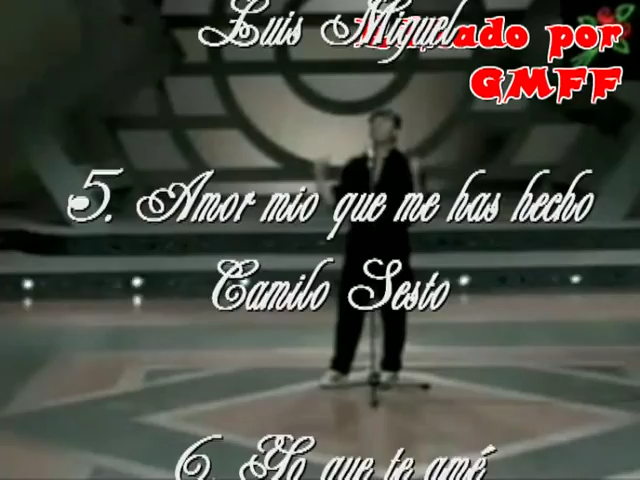 Luis Miguel
ado por
GMFF
5. Amor mio que me has hecho
Camilo Sesto
6. Yo que te amé